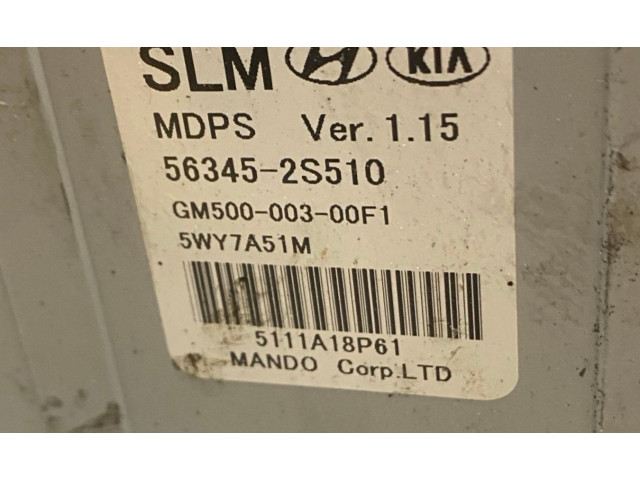 SLM KIA
MDPS Ver. 1.15
56345-2S510
GM500-003-00F1
5WY7A51M
5111A18P61
MANDO Corp.LTD